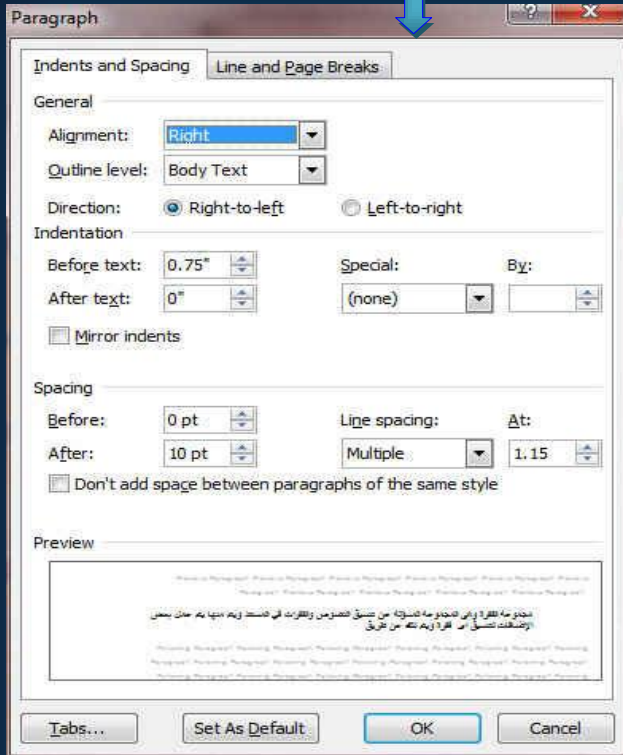 Paragraph
Indents and Spacing Line and Page Breaks
General
Alignment: Right
Outline level: Body Text
Direction: Right-to-left Left-to-right
Indentation
Before text: 0.75" Special: By:
After text: 0" (none)
Mirror indents
Spacing
Before: 0 pt Line spacing: At:
After: 10 pt Multiple 1.15
Don't add space between paragraphs of the same style
Preview
Tabs... Set As Default OK Cancel